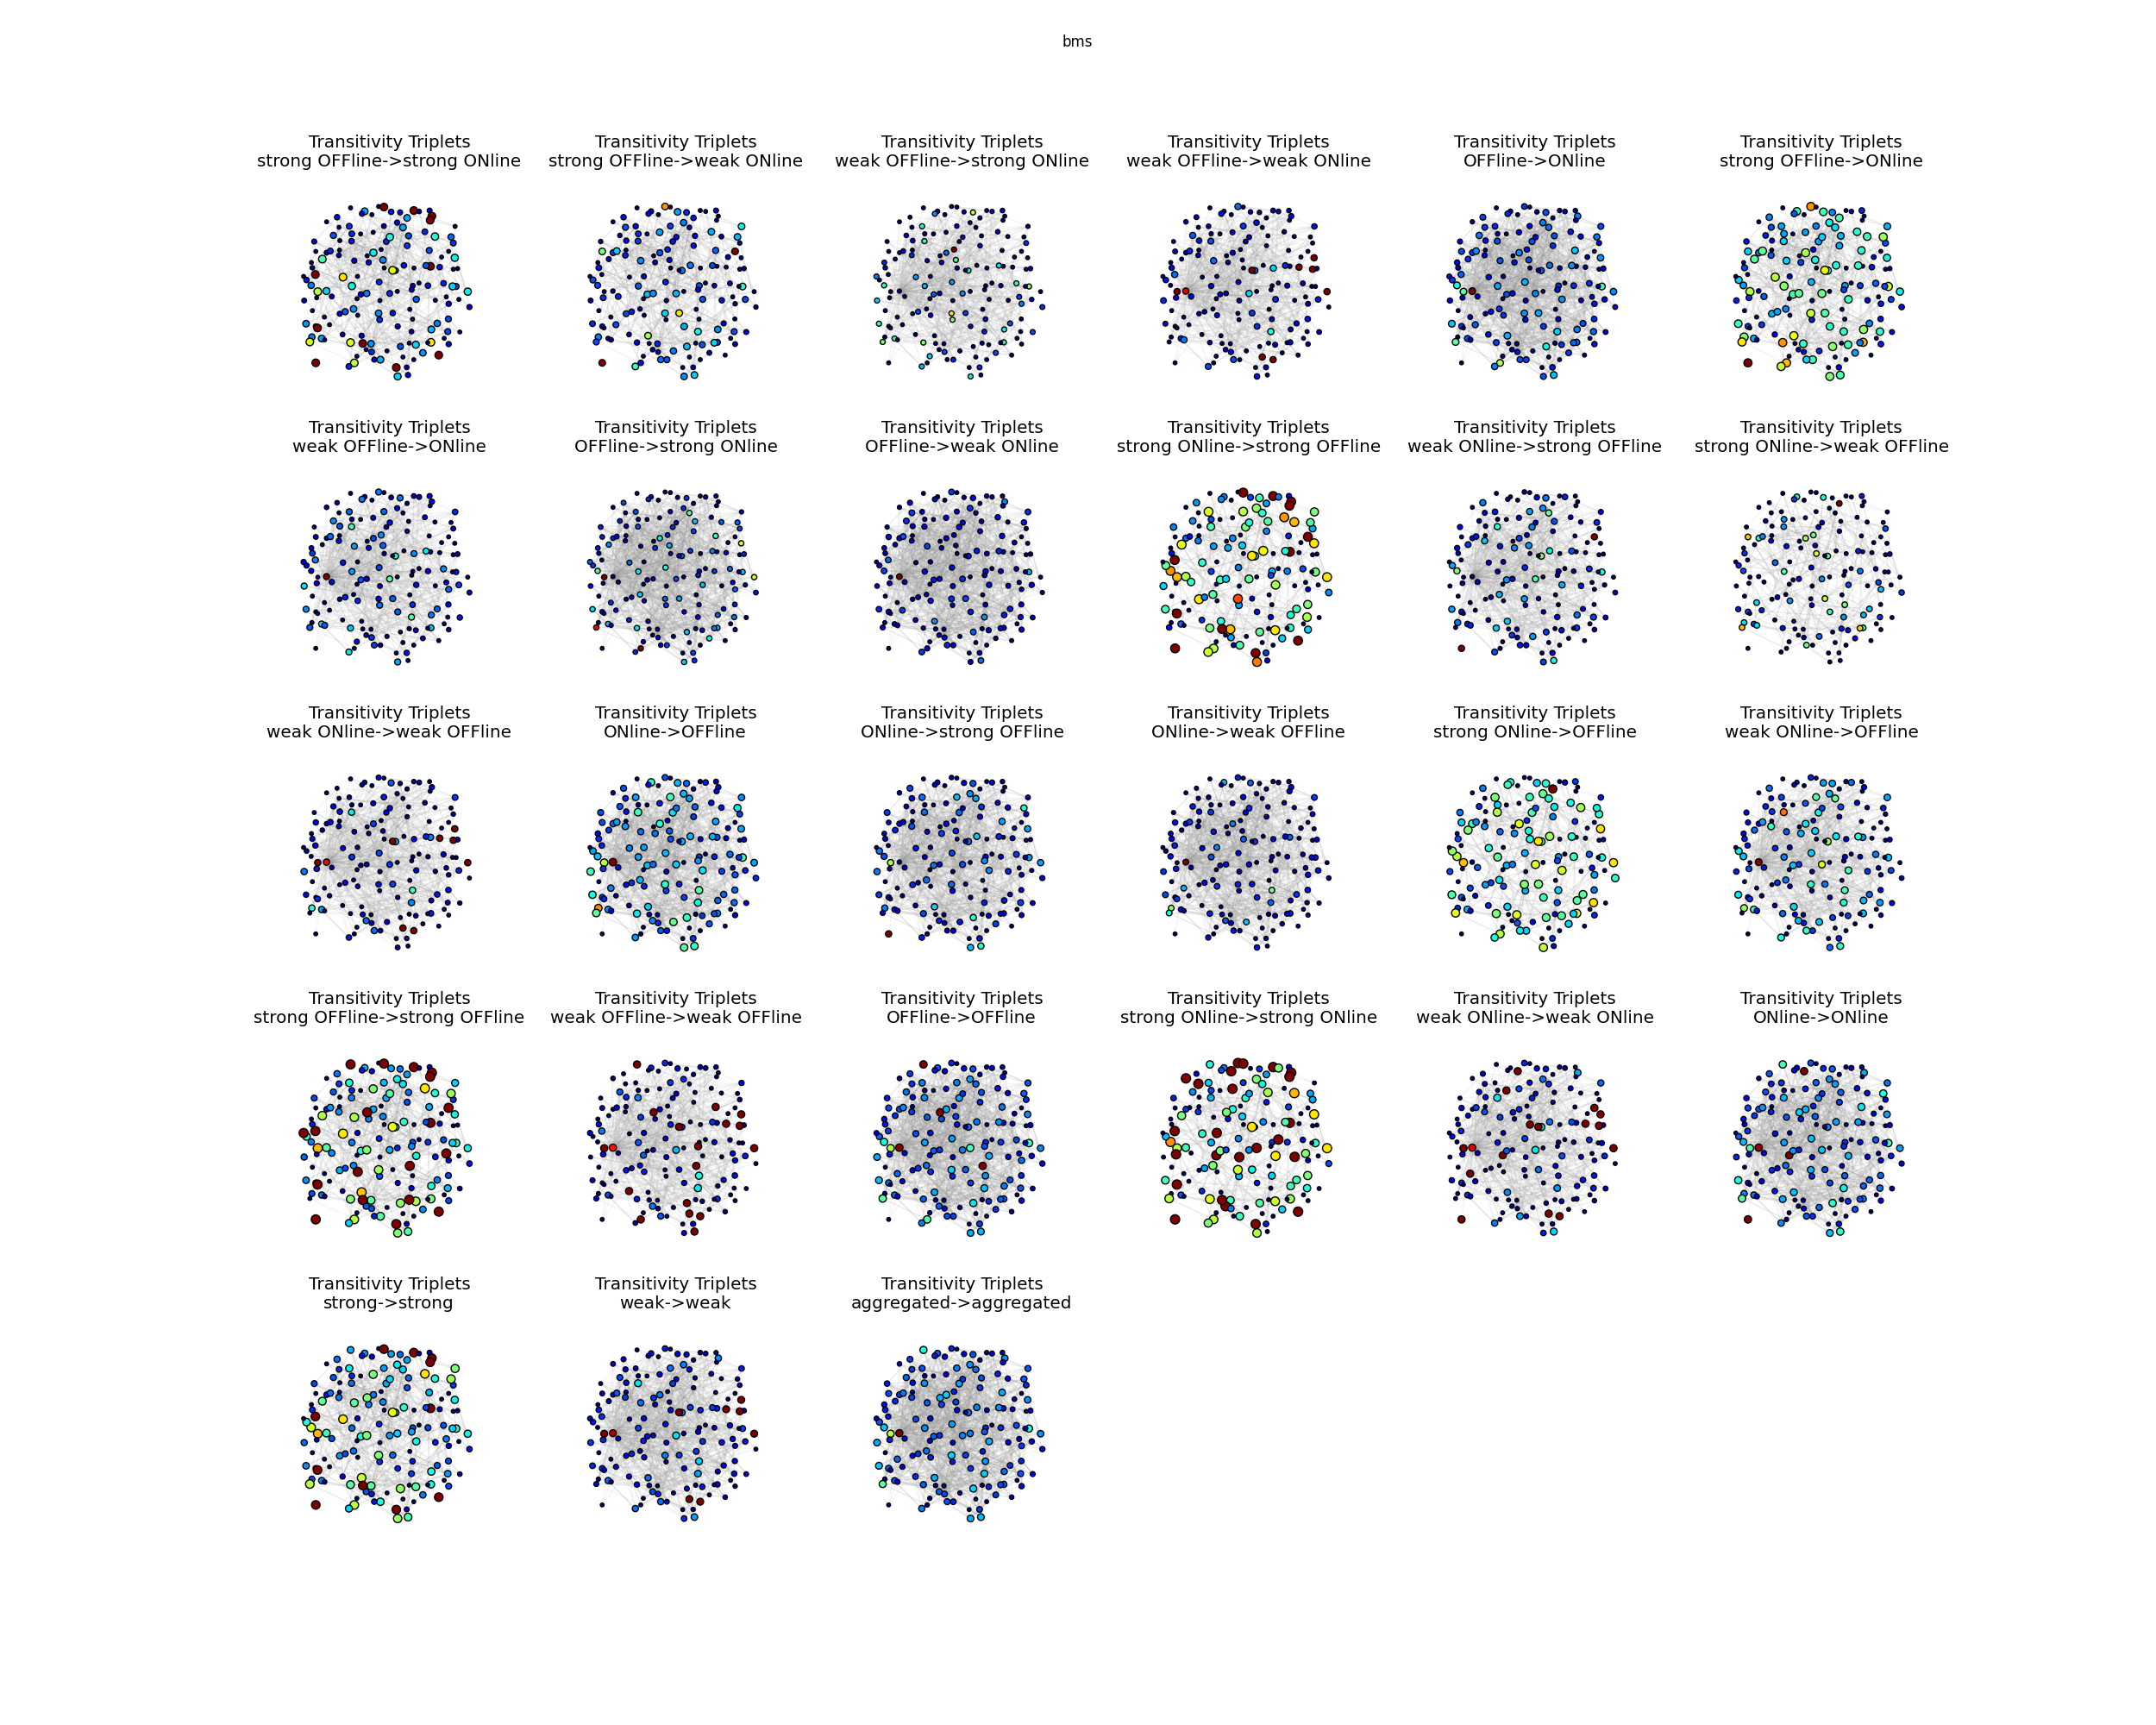 bms
Transitivity Triplets
strong OFFline->strong ONline
Transitivity Triplets
strong OFFline->weak ONline
Transitivity Triplets
weak OFFline->strong ONline
Transitivity Triplets
weak OFFline->weak ONline
Transitivity Triplets
OFFline->ONline
Transitivity Triplets
strong OFFline->ONline
Transitivity Triplets
weak OFFline->ONline
Transitivity Triplets
OFFline->strong ONline
Transitivity Triplets
OFFline->weak ONline
Transitivity Triplets
strong ONline->strong OFFline
Transitivity Triplets
weak ONline->strong OFFline
Transitivity Triplets
strong ONline->weak OFFline
Transitivity Triplets
weak ONline->weak OFFline
Transitivity Triplets
ONline->OFFline
Transitivity Triplets
ONline->strong OFFline
Transitivity Triplets
ONline->weak OFFline
Transitivity Triplets
strong ONline->OFFline
Transitivity Triplets
weak ONline->OFFline
Transitivity Triplets
strong OFFline->strong OFFline
Transitivity Triplets
weak OFFline->weak OFFline
Transitivity Triplets
OFFline->OFFline
Transitivity Triplets
strong ONline->strong ONline
Transitivity Triplets
weak ONline->weak ONline
Transitivity Triplets
ONline->ONline
Transitivity Triplets
strong->strong
Transitivity Triplets
weak->weak
Transitivity Triplets
aggregated->aggregated